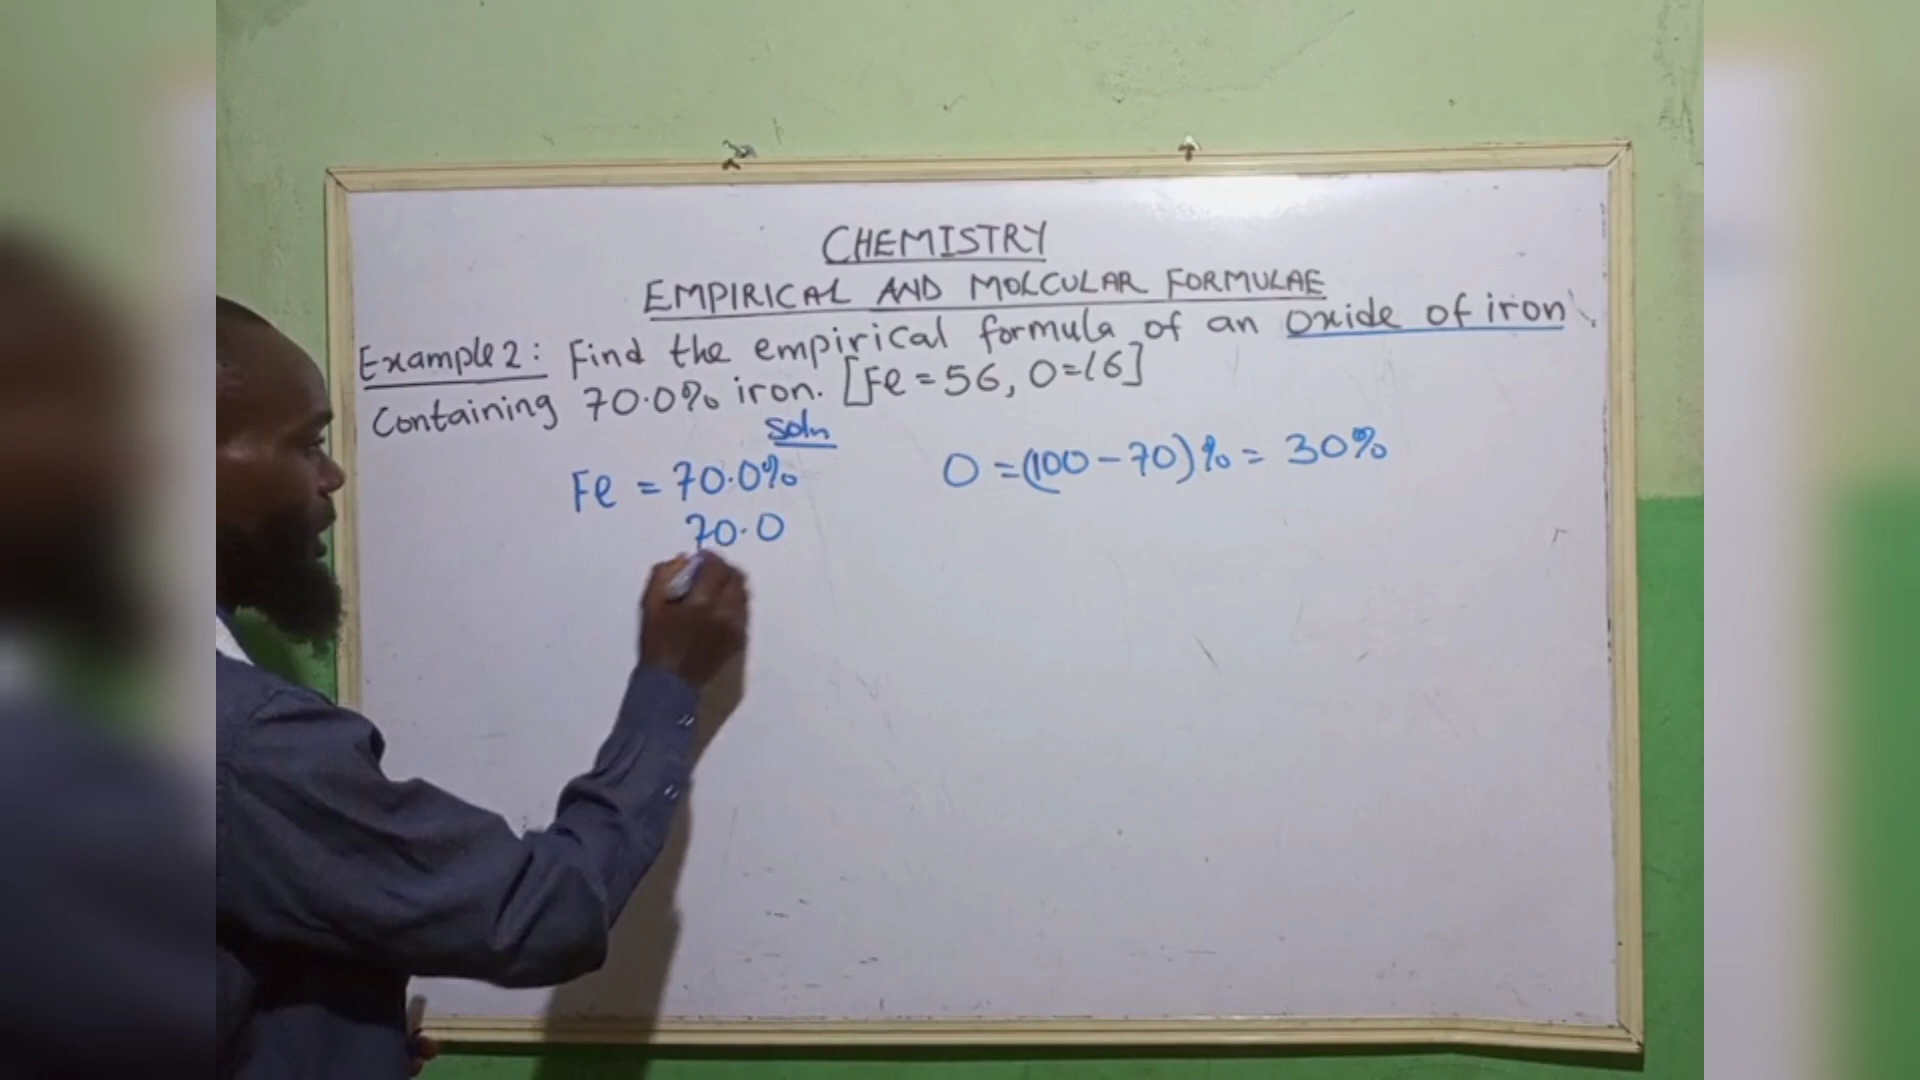 CHEMISTRY
EMPIRICAL AND MOLCULAR FORMULAE
Example 2: Find the empirical formula of an oxide of iron
Containing 70.0% iron. [Fe = 56, O=16]
Soln
Fe = 70.0%
O = (100 - 70)% = 30%
70.0